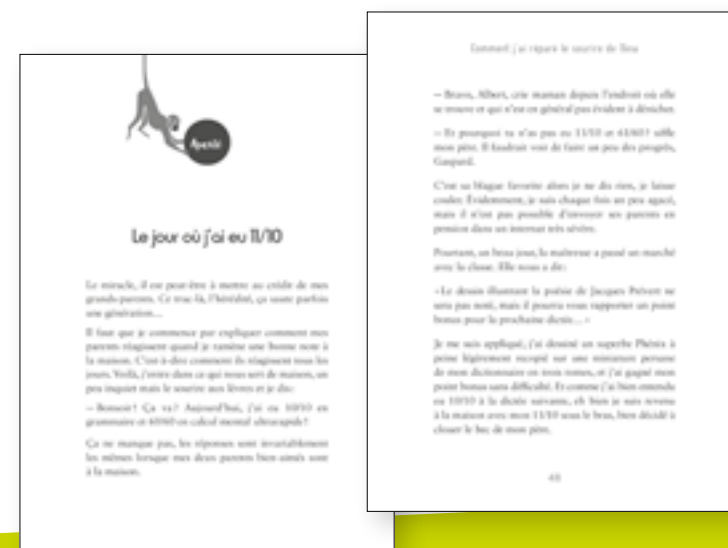 Aperti!
Le jour où j'ai eu 11/10
Le miracle, il est peut-être à mettre au crédit de mes
grands-parents. Ce truc-là, l'hérédité, ça saute parfois
une génération...
Il faut que je commence par expliquer comment mes
parents réagissent quand je ramène une bonne note à
la maison. C'est-à-dire comment ils réagissent tous les
jours. Voilà, j'entre dans ce qui nous sert de maison, un
peu inquiet mais le sourire aux lèvres et je dis:
– Bonsoir! Ça va? Aujourd'hui, j'ai eu 10/10 en
grammaire et 60/60 en calcul mental ultrarapide!
Ça ne manque pas, les réponses sont invariablement
les mêmes lorsque mes deux parents bien-aimés sont
à la maison.
Comment j'ai réparé le sourire de
– Bravo, Albert, crie maman depuis l'endroit où elle
se trouve et qui n'est en général pas évident à dénicher.
– Et pourquoi tu n'as pas eu 11/10 et 61/60? siffle
mon père. Il faudrait voir de faire un peu des progrès,
Gaspard.
C'est sa blague favorite alors je ne dis rien, je laisse
couler. Évidemment, je suis chaque fois un peu agacé,
mais il n'est pas possible d'envoyer ses parents en
pension dans un internat très sévère.
Pourtant, un beau jour, la maîtresse a passé un marché
avec la classe. Elle nous a dit:
«Le dessin illustrant la poésie de Jacques Prévert ne
sera pas noté, mais il pourra vous rapporter un point
bonus pour la prochaine dictée...»
Je me suis appliqué, j'ai dessiné un superbe Phénix à
peine légèrement recopié sur une miniature persane
de mon dictionnaire en trois tomes, et j'ai gagné mon
point bonus sans difficulté. Et comme j'ai bien entendu
eu 10/10 à la dictée suivante, eh bien je suis revenu
à la maison avec mon 11/10 sous le bras, bien décidé à
clouer le bec de mon père.